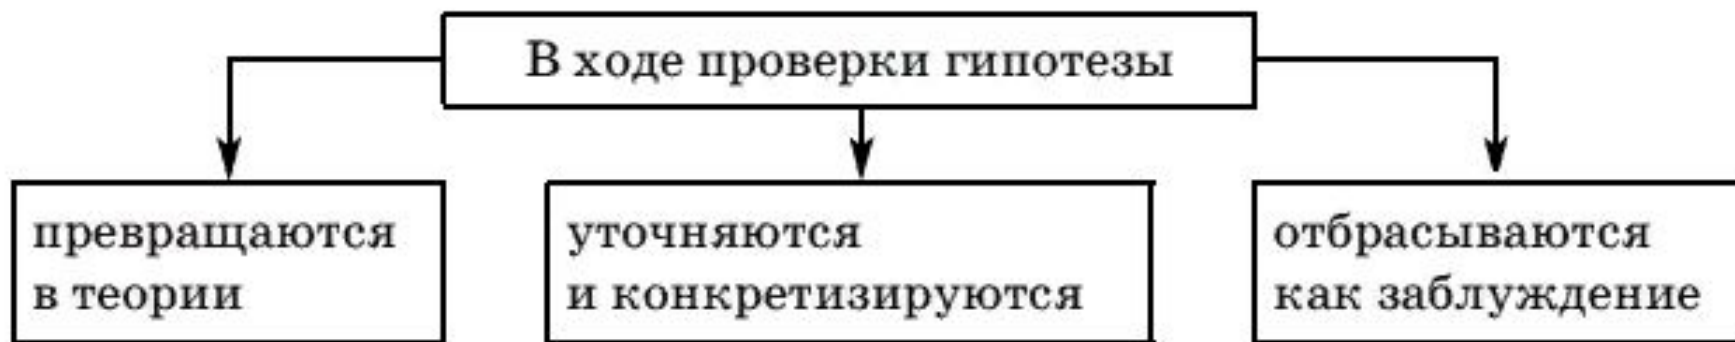 В ходе проверки гипотезы
превращаются
в теории
уточняются
и конкретизируются
отбрасываются
как заблуждение